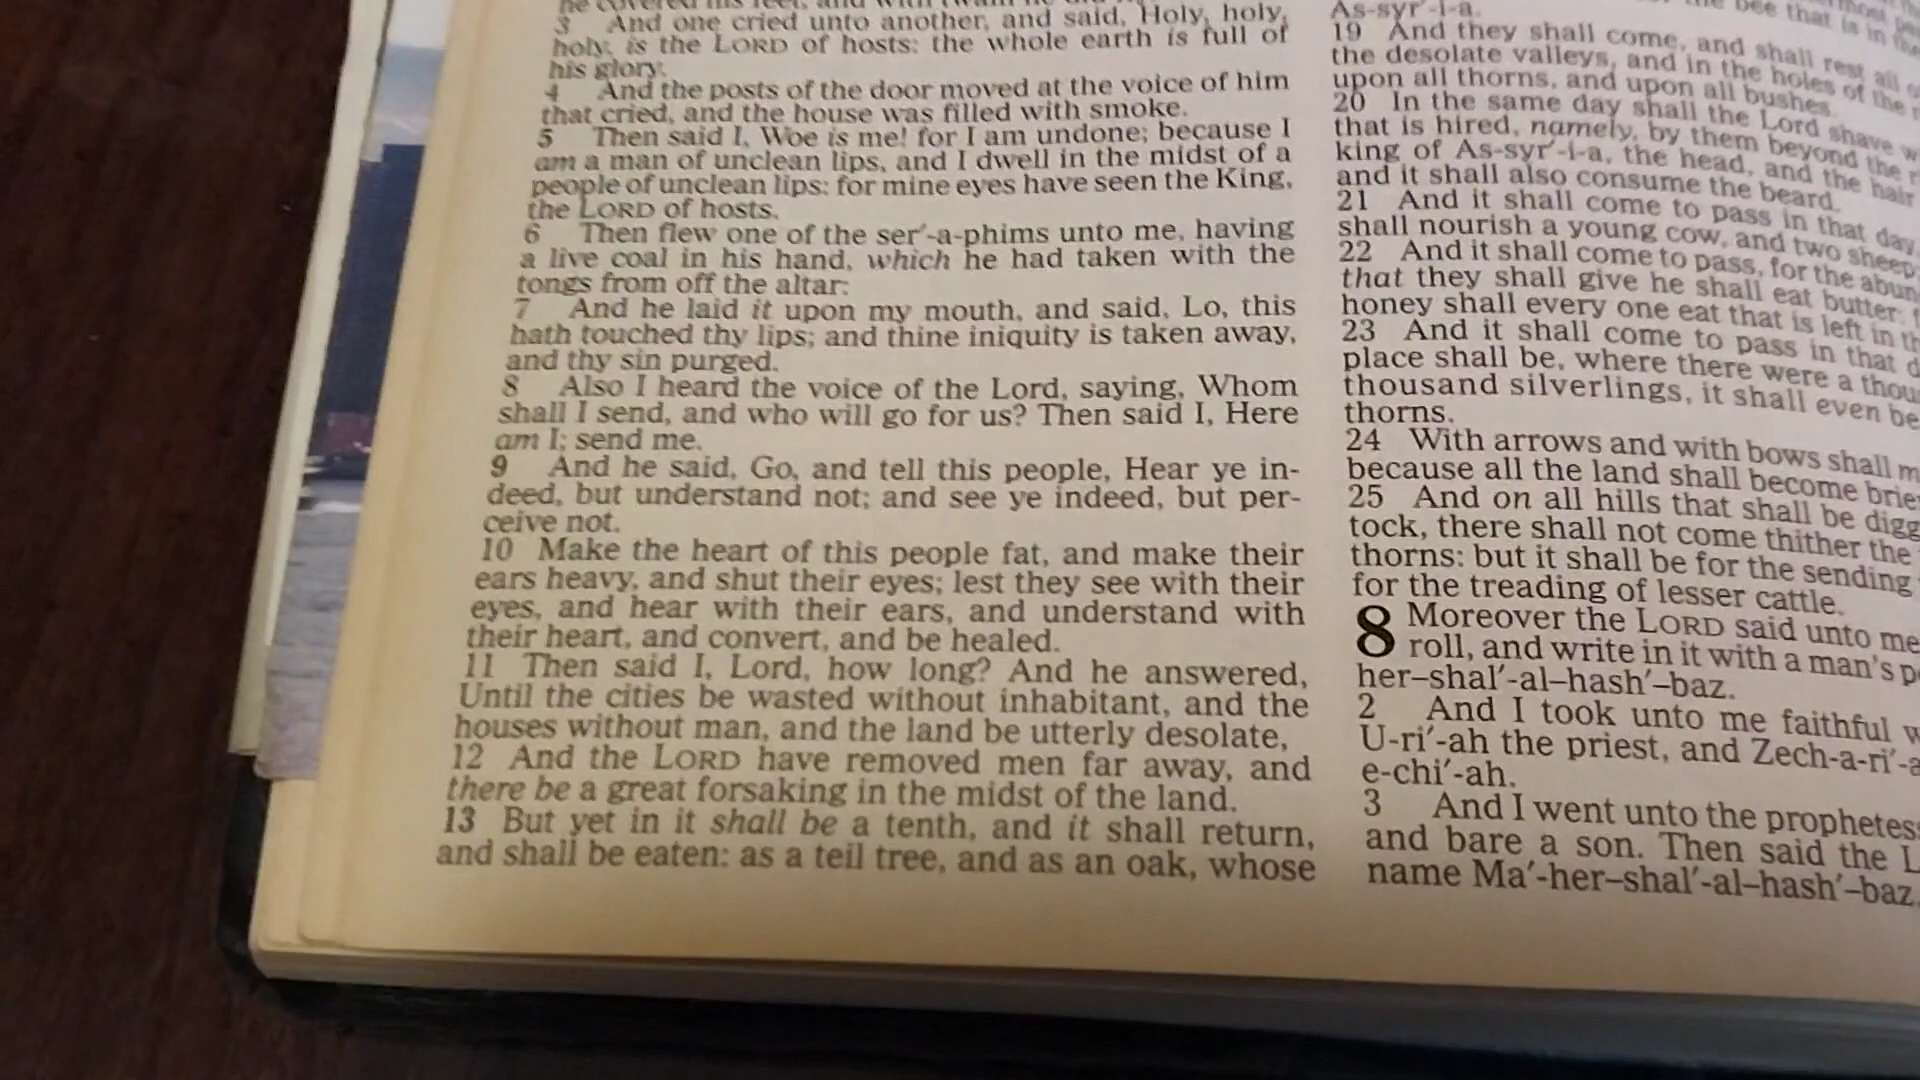 he covered his feet, and with twain he did
3 And one cried unto another, and said, Holy, holy,
holy, is the LORD of hosts: the whole earth is full of
his glory.
4 And the posts of the door moved at the voice of him
that cried, and the house was filled with smoke.
5 Then said I, Woe is me! for I am undone; because I
am a man of unclean lips, and I dwell in the midst of a
people of unclean lips: for mine eyes have seen the King,
the LORD of hosts.
6 Then flew one of the ser′-a-phims unto me, having
a live coal in his hand, which he had taken with the
tongs from off the altar:
7 And he laid it upon my mouth, and said, Lo, this
hath touched thy lips; and thine iniquity is taken away,
and thy sin purged.
8 Also I heard the voice of the Lord, saying, Whom
shall I send, and who will go for us? Then said I, Here
am I; send me.
9 And he said, Go, and tell this people, Hear ye in-
deed, but understand not; and see ye indeed, but per-
ceive not.
10 Make the heart of this people fat, and make their
ears heavy, and shut their eyes; lest they see with their
eyes, and hear with their ears, and understand with
their heart, and convert, and be healed.
11 Then said I, Lord, how long? And he answered,
Until the cities be wasted without inhabitant, and the
houses without man, and the land be utterly desolate,
12 And the LORD have removed men far away, and
there be a great forsaking in the midst of the land.
13 But yet in it shall be a tenth, and it shall return,
and shall be eaten: as a teil tree, and as an oak, whose
the bee that is in the
As-syr′-i-a.
19 And they shall come, and shall rest all
the desolate valleys, and in the holes of the
upon all thorns, and upon all bushes.
20 In the same day shall the Lord shave
that is hired, namely, by them beyond the
king of As-syr′-i-a, the head, and the hair
and it shall also consume the beard.
21 And it shall come to pass in that day,
shall nourish a young cow, and two sheep
22 And it shall come to pass, for the abun
that they shall give he shall eat butter:
honey shall every one eat that is left in th
23 And it shall come to pass in that d
place shall be, where there were a thou
thousand silverlings, it shall even be
thorns.
24 With arrows and with bows shall m
because all the land shall become brier
25 And on all hills that shall be digg
tock, there shall not come thither the
thorns: but it shall be for the sending
for the treading of lesser cattle.
8 Moreover the LORD said unto me
roll, and write in it with a man's p
her–shal′-al–hash′–baz.
2 And I took unto me faithful w
U-ri′-ah the priest, and Zech-a-ri′-a
e-chi′-ah.
3 And I went unto the prophetess
and bare a son. Then said the L
name Ma′-her–shal′-al–hash′–baz.